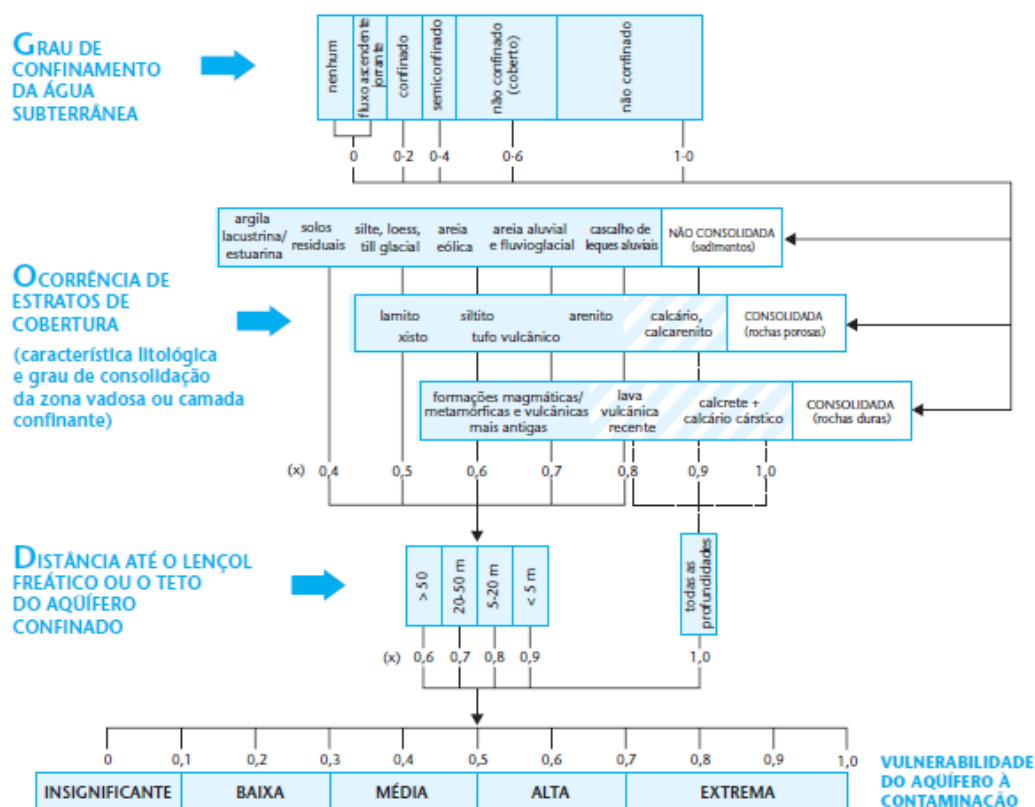 GRAU DE
CONFINAMENTO
DA ÁGUA
SUBTERRÂNEA
nenhum
fluxo ascendente
jorrante
confinado
semiconfinado
não confinado
(coberto)
não confinado
0
0-2
0-4
0-6
1-0
argila
lacustrina/
estuarina
solos
residuais
silte, loess,
till glacial
areia
eólica
areia aluvial
e fluvioglacial
cascalho de
leques aluviais
NÃO CONSOLIDADA
(sedimentos)
OCORRÊNCIA DE
ESTRATOS DE
COBERTURA
(característica litológica
e grau de consolidação
da zona vadosa ou camada
confinante)
lamito
siltito
arenito
calcário,
calcarenito
xisto
tufo vulcânico
CONSOLIDADA
(rochas porosas)
formações magmáticas/
metamórficas e vulcânicas
mais antigas
lava
vulcânica
recente
calcrete +
calcário cárstico
CONSOLIDADA
(rochas duras)
(x) 0,4 0,5 0,6 0,7 0,8 0,9 1,0
DISTÂNCIA ATÉ O LENÇOL
FREÁTICO OU O TETO
DO AQÜÍFERO
CONFINADO
> 50
20-50 m
5-20 m
< 5 m
todas as
profundidades
(x) 0,6 0,7 0,8 0,9 1,0
0 0,1 0,2 0,3 0,4 0,5 0,6 0,7 0,8 0,9 1,0
INSIGNIFICANTE BAIXA MÉDIA ALTA EXTREMA
VULNERABILIDADE
DO AQÜÍFERO À
CONTAMINAÇÃO